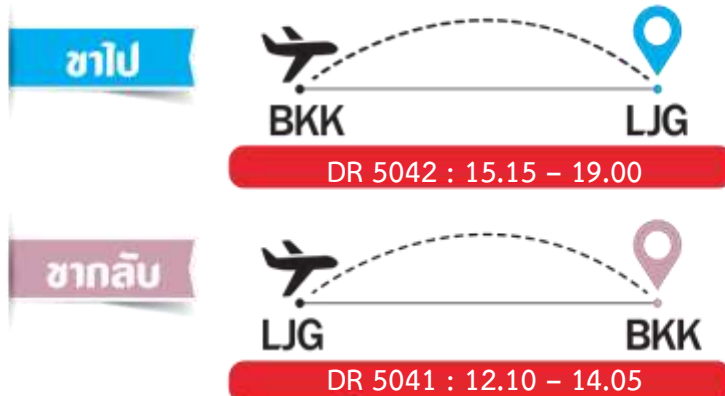 ขาไป
BKK LJG
DR 5042 : 15.15 – 19.00
ขากลับ
LJG BKK
DR 5041 : 12.10 – 14.05